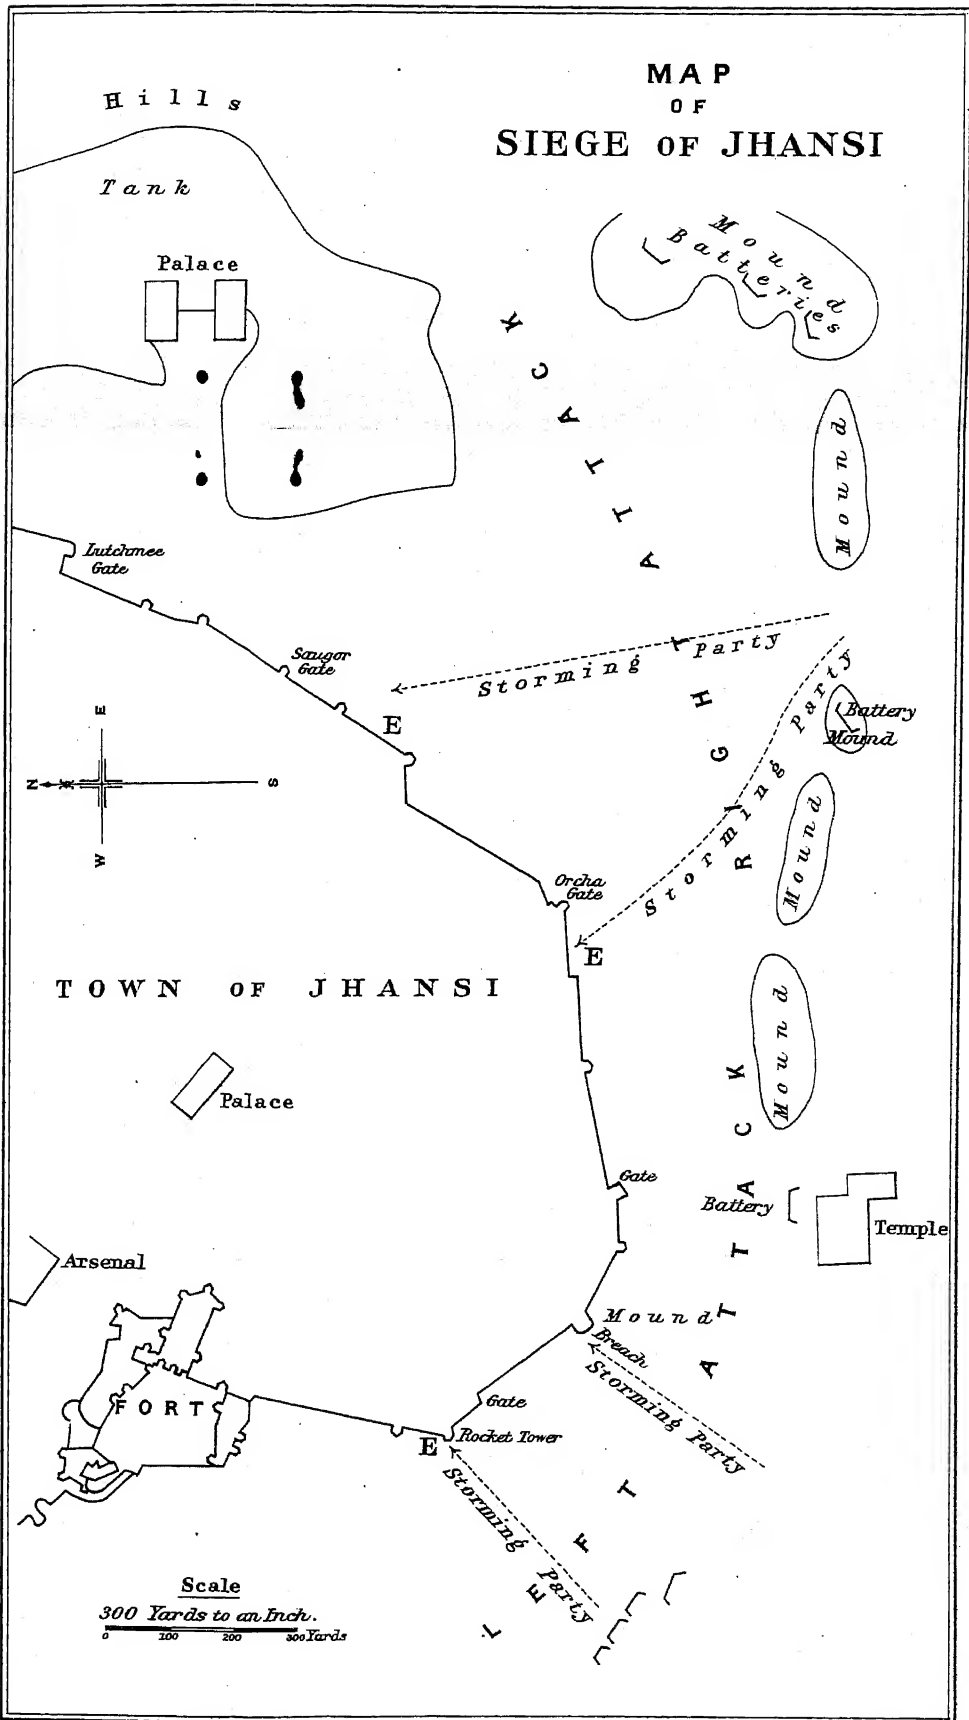 MAP
OF
SIEGE OF JHANSI
Hills
Tank
Palace
Mound
Batteries
RIGHT ATTACK
Mound
Lutchmee
Gate
Saugor
Gate
Storming Party
E
Storming Party
Battery
Mound
E
N
S
W
Mound
Orcha
Gate
E
TOWN OF JHANSI
Mound
Palace
Gate
Battery
Temple
Arsenal
Mound
Breach
Storming Party
LEFT ATTACK
FORT
Gate
E
Rocket Tower
Storming Party
Scale
300 Yards to an Inch.
0 100 200 300 Yards